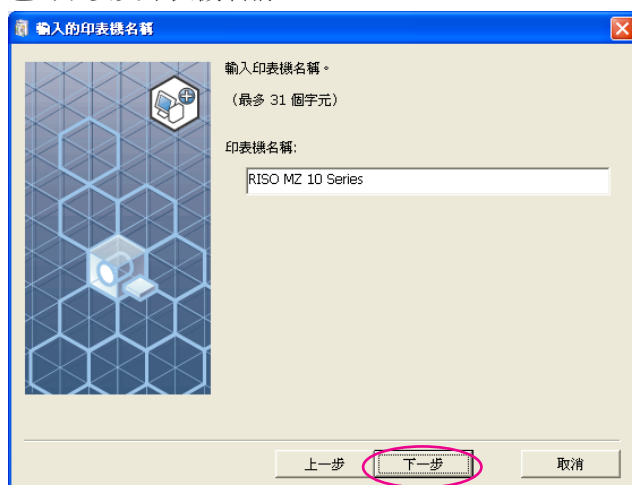 輸入的印表機名稱
輸入印表機名稱。
(最多 31 個字元)
印表機名稱:
RISO MZ 10 Series
上一步
下一步
取消